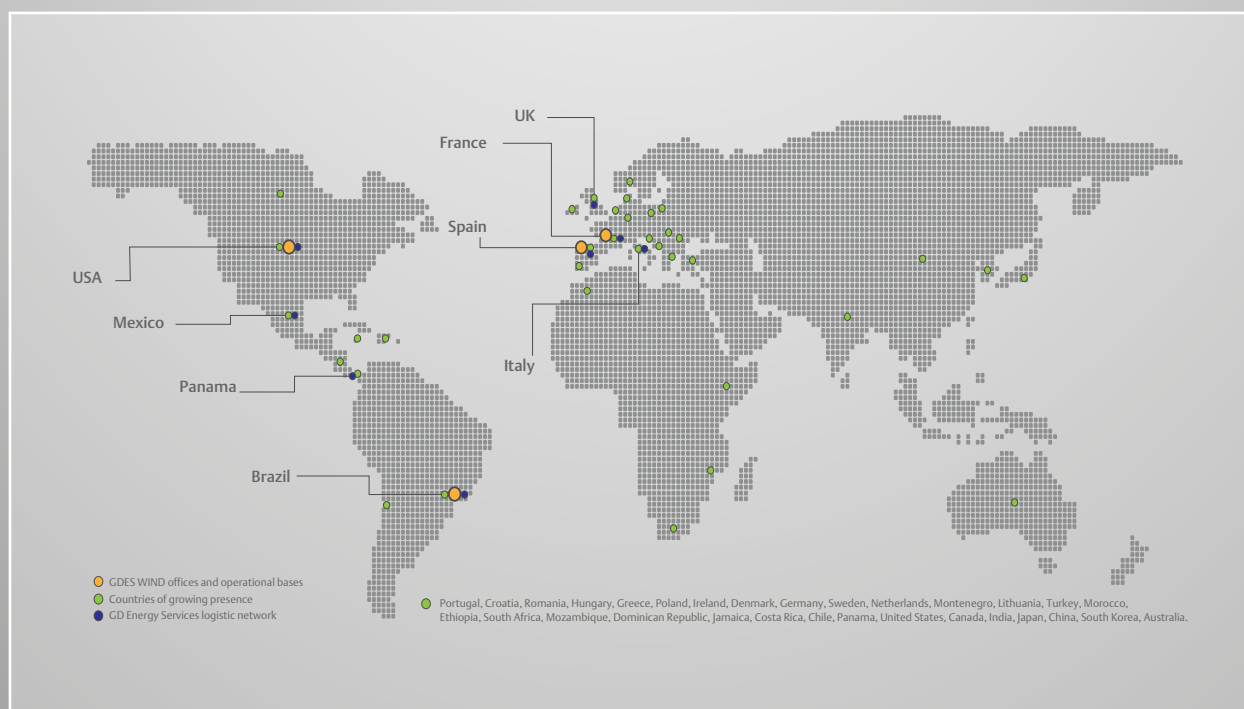 UK
France
Spain
USA
Mexico
Italy
Panama
Brazil
GDES WIND offices and operational bases
Countries of growing presence
GD Energy Services logistic network
Portugal, Croatia, Romania, Hungary, Greece, Poland, Ireland, Denmark, Germany, Sweden, Netherlands, Montenegro, Lithuania, Turkey, Morocco,
Ethiopia, South Africa, Mozambique, Dominican Republic, Jamaica, Costa Rica, Chile, Panama, United States, Canada, India, Japan, China, South Korea, Australia.